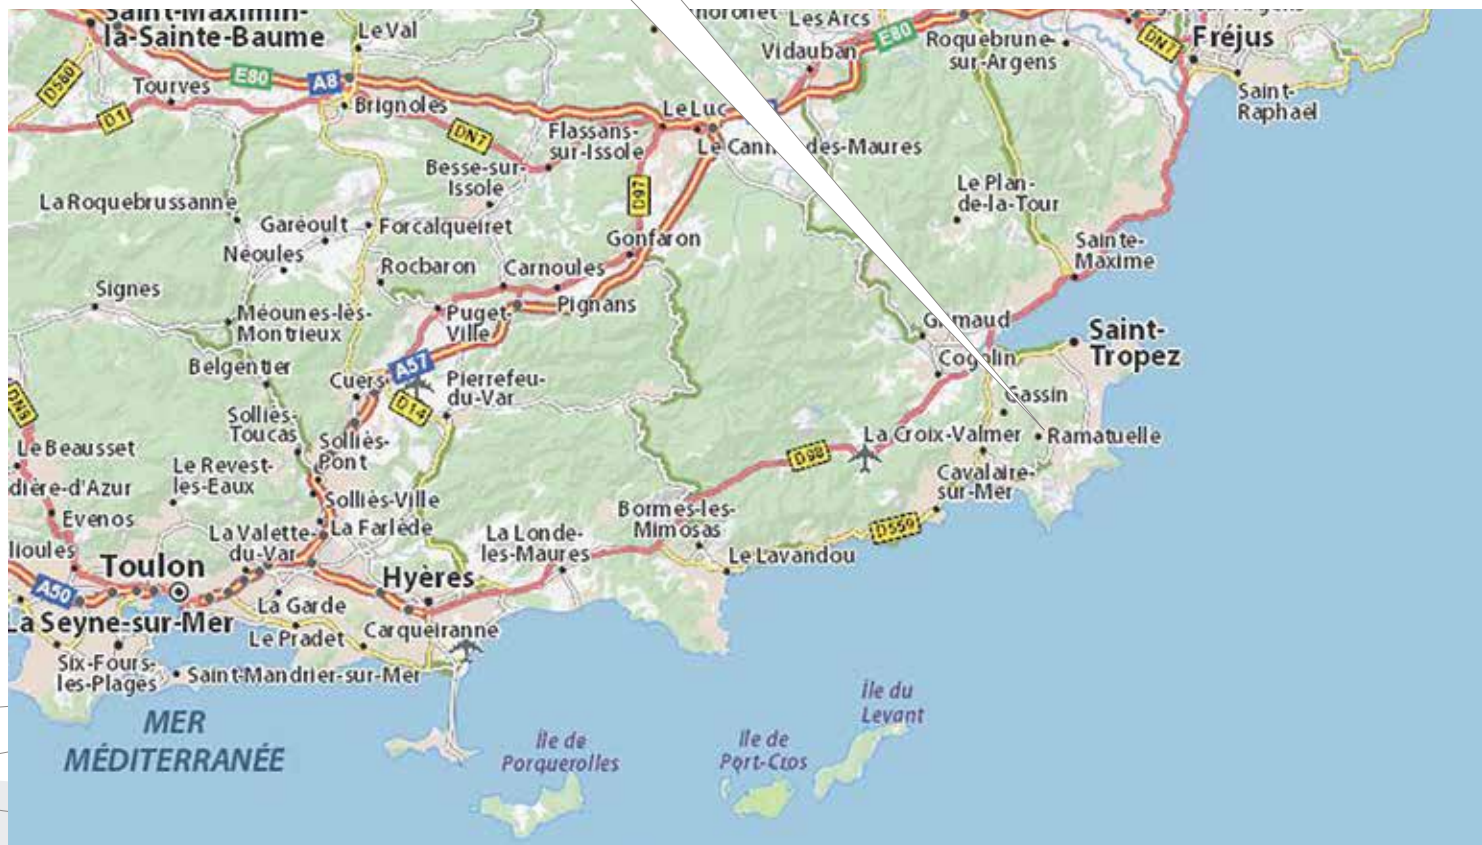 Saint-Maximin-
la-Sainte-Baume
Le Val
Les Arcs
E80
Vidauban
Roquebrune-
sur-Argens
DN7
Fréjus
D580
E80
A8
Tourves
Brignoles
Saint-
Raphaël
D1
DN7
Le Luc
Flassans-
sur-Issole
Le Cannet-des-Maures
Besse-sur-
Issole
D97
Le Plan-
de-la-Tour
La Roquebrussanne
Garéoult
Forcalqueiret
Gonfaron
Sainte-
Maxime
Néoules
Rocbaron
Carnoules
Signes
Méounes-lès-
Montrieux
Puget-
Ville
Pignans
Grimaud
Saint-
Tropez
Belgentier
A57
Cogolin
Cuers
D14
Pierrefeu-
du-Var
Gassin
DN8
Solliès-
Toucas
Solliès-
Pont
D98
La Croix-Valmer
Ramatuelle
Le Beausset
Le Revest-
les-Eaux
Cavalaire-
sur-Mer
dière-d'Azur
Solliès-Ville
Bormes-les-
Mimosas
Evenos
La Valette-
du-Var
La Farlède
La Londe-
les-Maures
D559
lioules
Le Lavandou
Toulon
Hyères
A50
La Garde
La Seyne-sur-Mer
Le Pradet
Carqueiranne
Six-Fours-
les-Plages
Saint-Mandrier-sur-Mer
MER
MÉDITERRANÉE
Île du
Levant
Île de
Porquerolles
Ile de
Port-Cros